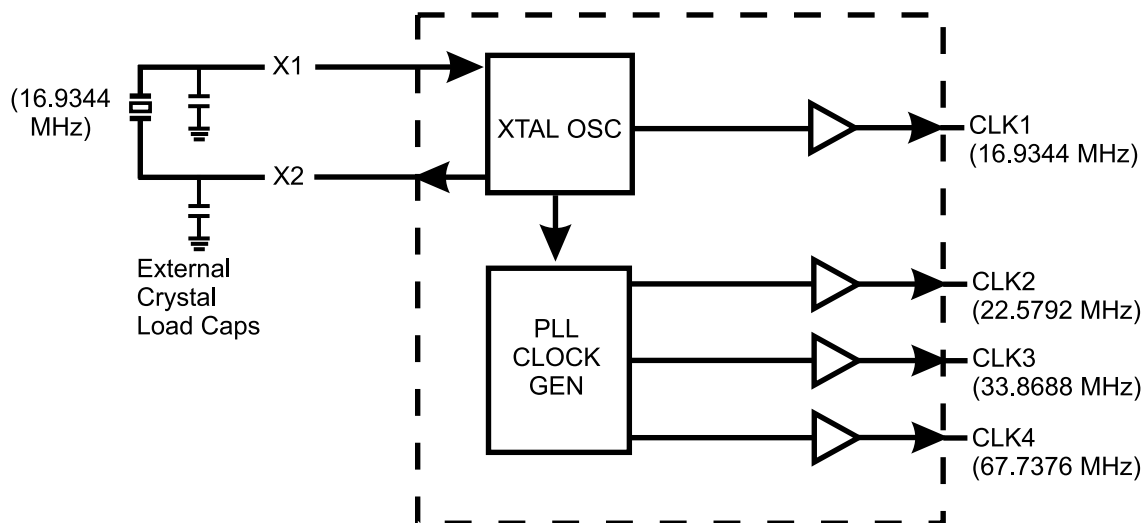 (16.9344
MHz)
X1
X2
External
Crystal
Load Caps
XTAL OSC
PLL
CLOCK
GEN
CLK1
(16.9344 MHz)
CLK2
(22.5792 MHz)
CLK3
(33.8688 MHz)
CLK4
(67.7376 MHz)